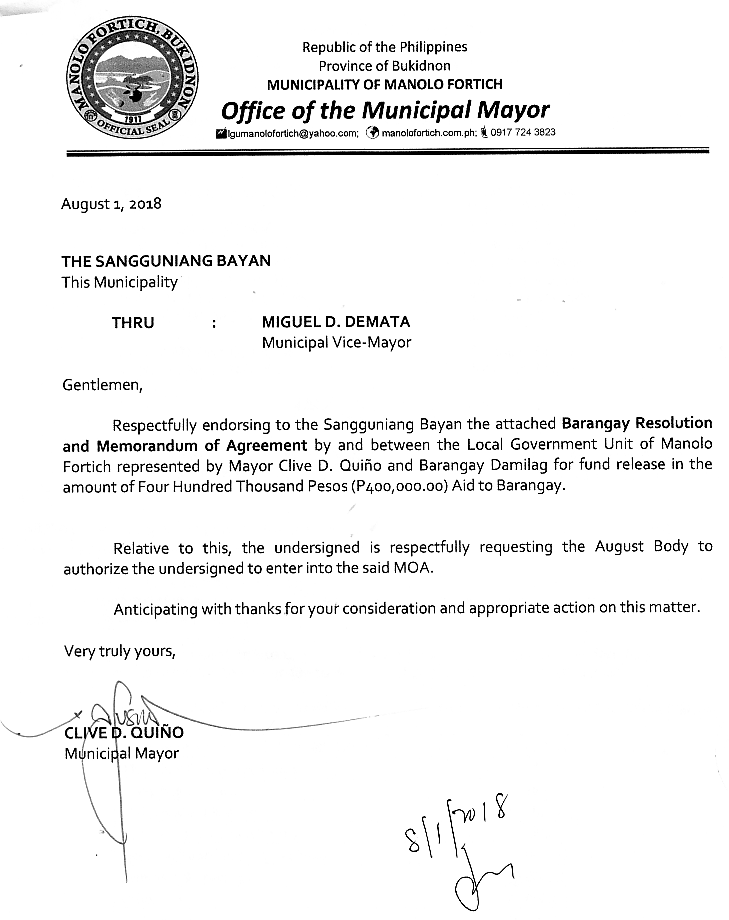 MANOLO FORTICH, BUKIDNON
1917
OFFICIAL SEAL
Republic of the Philippines
Province of Bukidnon
MUNICIPALITY OF MANOLO FORTICH
Office of the Municipal Mayor
lgumanolofortich@yahoo.com; manolofortich.com.ph; 0917 724 3823
August 1, 2018
THE SANGGUNIANG BAYAN
This Municipality
THRU : MIGUEL D. DEMATA
Municipal Vice-Mayor
Gentlemen,
Respectfully endorsing to the Sangguniang Bayan the attached Barangay Resolution
and Memorandum of Agreement by and between the Local Government Unit of Manolo
Fortich represented by Mayor Clive D. Quiño and Barangay Damilag for fund release in the
amount of Four Hundred Thousand Pesos (P400,000.00) Aid to Barangay.
Relative to this, the undersigned is respectfully requesting the August Body to
authorize the undersigned to enter into the said MOA.
Anticipating with thanks for your consideration and appropriate action on this matter.
Very truly yours,
CLIVE D. QUIÑO
Municipal Mayor
8/1/2018